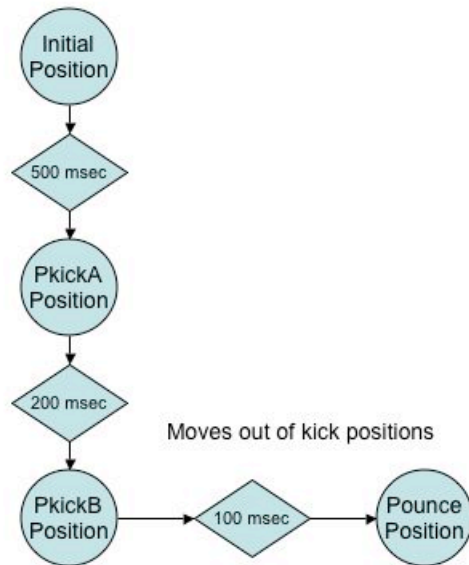 Initial
Position
500 msec
PkickA
Position
200 msec
Moves out of kick positions
PkickB
Position
100 msec
Pounce
Position